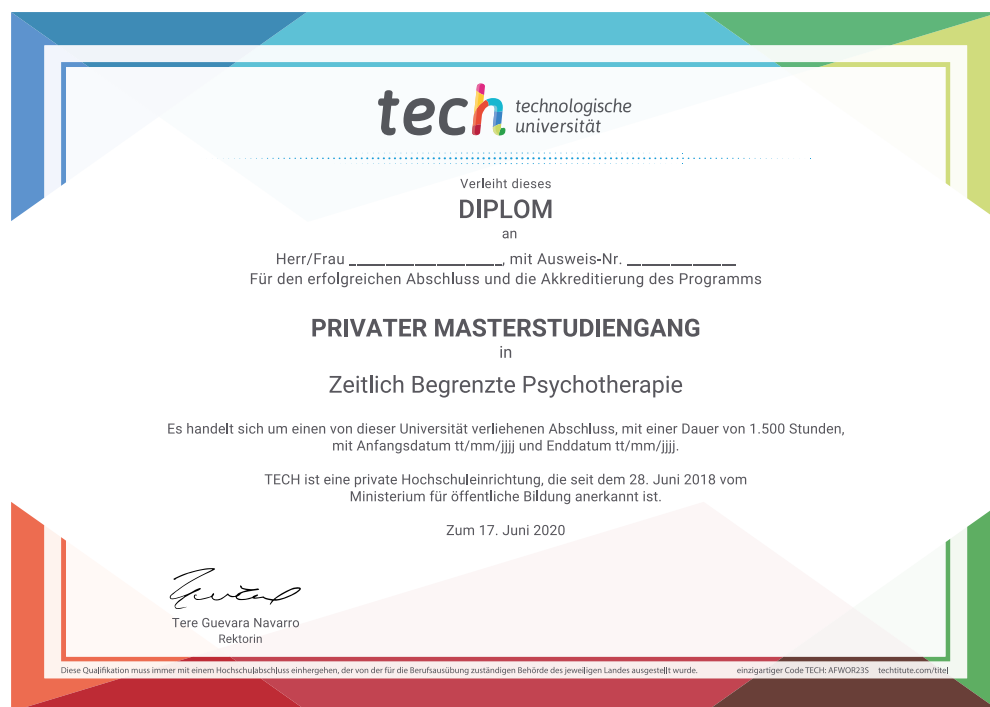 tech technologische
universität
Verleiht dieses
DIPLOM
an
Herr/Frau ____________________, mit Ausweis-Nr. ______________
Für den erfolgreichen Abschluss und die Akkreditierung des Programms
PRIVATER MASTERSTUDIENGANG
in
Zeitlich Begrenzte Psychotherapie
Es handelt sich um einen von dieser Universität verliehenen Abschluss, mit einer Dauer von 1.500 Stunden,
mit Anfangsdatum tt/mm/jjjj und Enddatum tt/mm/jjjj.
TECH ist eine private Hochschuleinrichtung, die seit dem 28. Juni 2018 vom
Ministerium für öffentliche Bildung anerkannt ist.
Zum 17. Juni 2020
Tere Guevara Navarro
Rektorin
Diese Qualifikation muss immer mit einem Hochschulabschluss einhergehen, der von der für die Berufsausübung zuständigen Behörde des jeweiligen Landes ausgestellt wurde. einzigartiger Code TECH: AFWOR23S techtitute.com/titel